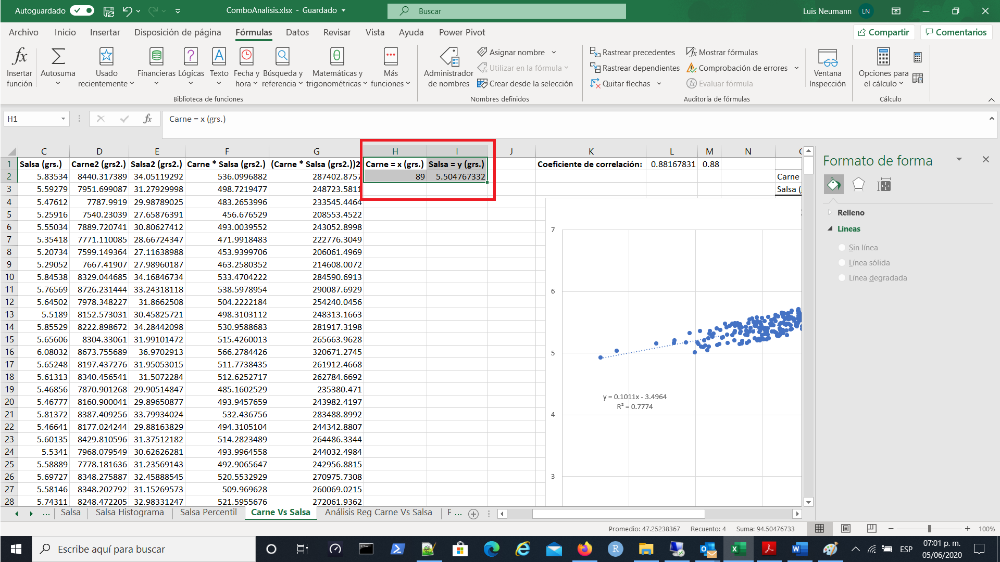 Autoguardado
ComboAnalisis.xlsx - Guardado
Buscar
Luis Neumann LN
Archivo Inicio Insertar Disposición de página Fórmulas Datos Revisar Vista Ayuda Power Pivot Compartir Comentarios
Insertar función
Autosuma
Usado recientemente
Financieras
Lógicas
Texto
Fecha y hora
Búsqueda y referencia
Matemáticas y trigonométricas
Más funciones
Biblioteca de funciones
Administrador de nombres
Asignar nombre
Utilizar en la fórmula
Crear desde la selección
Nombres definidos
Rastrear precedentes
Rastrear dependientes
Quitar flechas
Mostrar fórmulas
Comprobación de errores
Evaluar fórmula
Auditoría de fórmulas
Ventana Inspección
Opciones para el cálculo
Cálculo
H1 fx Carne = x (grs.)
C D E F G H I J K L M N
1 Salsa (grs.) Carne2 (grs2.) Salsa2 (grs2.) Carne * Salsa (grs2.) (Carne * Salsa (grs2.))2 Carne = x (grs.) Salsa = y (grs.) Coeficiente de correlación: 0.88167831 0.88
2 5.83534 8440.317389 34.05119292 536.0996882 287402.8757 89 5.504767332 Carne
3 5.59279 7951.699087 31.27929998 498.7219477 248723.5811 Salsa
4 5.47612 7787.9919 29.98789025 483.2653996 233545.4464
5 5.25916 7540.23039 27.65876391 456.676529 208553.4522
6 5.55034 7889.720741 30.80627412 493.0039552 243052.8998
7 5.35418 7771.110085 28.66724347 471.9918483 222776.3049
8 5.20734 7599.149364 27.11638988 453.9399706 206061.4969
9 5.29052 7667.41907 27.98960187 463.2580352 214608.0072
10 5.84538 8329.044685 34.16846734 533.4704222 284590.6913
11 5.76569 8726.231444 33.24318118 538.5978954 290087.6929
12 5.64502 7978.348227 31.8662508 504.2222184 254240.0456
13 5.5189 8152.573031 30.45825721 498.3103112 248313.1663
14 5.85529 8222.898672 34.28442098 530.9588683 281917.3198
15 5.65606 8304.33061 31.99101472 515.4260013 265663.9628
16 6.08032 8673.755689 36.9702913 566.2784426 320671.2745
17 5.65248 8197.437276 31.95053015 511.7738435 261912.4668
18 5.61313 8340.456541 31.5072284 512.6252717 262784.6692
19 5.46856 7870.901268 29.90514847 485.1602529 235380.471
20 5.46777 8160.900041 29.89650877 493.9457659 243982.4197
21 5.81372 8387.409256 33.79934024 532.436756 283488.8992
22 5.46641 8177.024244 29.88163829 494.3105104 244342.8807
23 5.60135 8429.810596 31.37512182 514.2823489 264486.3344
24 5.5341 7968.079549 30.62626281 493.9964558 244032.4984
25 5.58889 7778.181636 31.23569143 492.9065647 242956.8815
26 5.69727 8348.275887 32.45888545 520.5532929 270975.7308
27 5.58146 8348.202792 31.15269573 509.969628 260069.0215
28 5.74311 8248.472205 32.98331247 521.5955676 272061.9362
7
6
5
4
3
y = 0.1011x - 3.4964
R² = 0.7774
Formato de forma
Relleno
Líneas
Sin línea
Línea sólida
Línea degradada
... Salsa Salsa Histograma Salsa Percentil Carne Vs Salsa Análisis Reg Carne Vs Salsa F ...
Promedio: 47.25238367 Recuento: 4 Suma: 94.50476733 100%
Escribe aquí para buscar
ESP
07:01 p. m.
05/06/2020